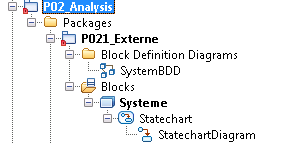 P02_Analysis
Packages
P021_Externe
Block Definition Diagrams
SystemBDD
Blocks
Systeme
Statechart
StatechartDiagram